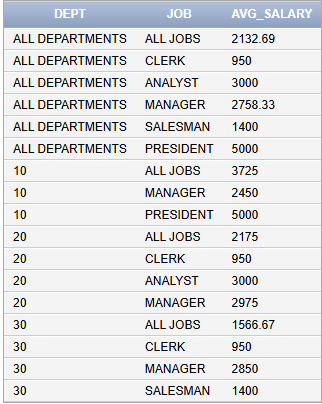 DEPT JOB AVG_SALARY
ALL DEPARTMENTS ALL JOBS 2132.69
ALL DEPARTMENTS CLERK 950
ALL DEPARTMENTS ANALYST 3000
ALL DEPARTMENTS MANAGER 2758.33
ALL DEPARTMENTS SALESMAN 1400
ALL DEPARTMENTS PRESIDENT 5000
10 ALL JOBS 3725
10 MANAGER 2450
10 PRESIDENT 5000
20 ALL JOBS 2175
20 CLERK 950
20 ANALYST 3000
20 MANAGER 2975
30 ALL JOBS 1566.67
30 CLERK 950
30 MANAGER 2850
30 SALESMAN 1400